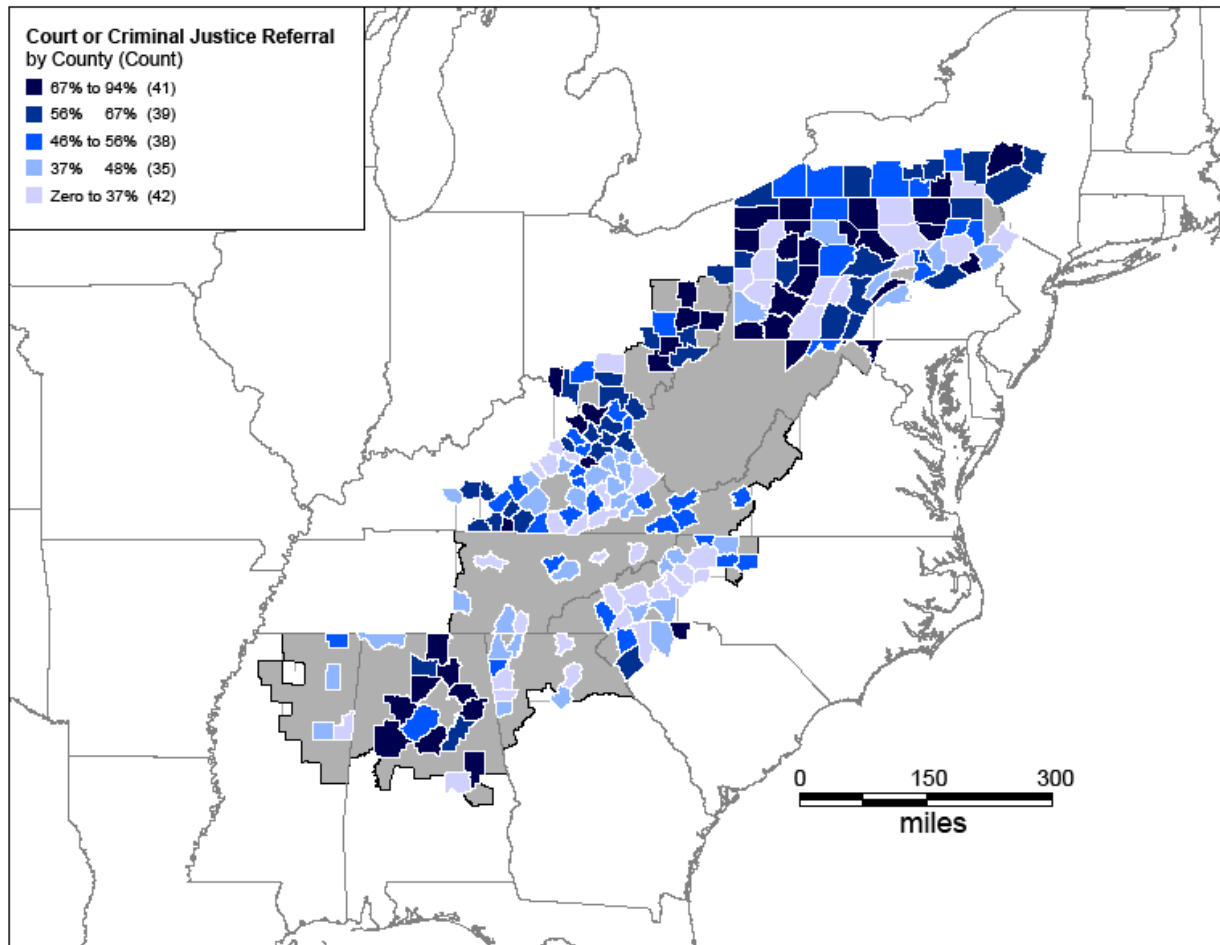 Court or Criminal Justice Referral
by County (Count)
67% to 94% (41)
56% 67% (39)
46% to 56% (38)
37% 48% (35)
Zero to 37% (42)
0 150 300
miles